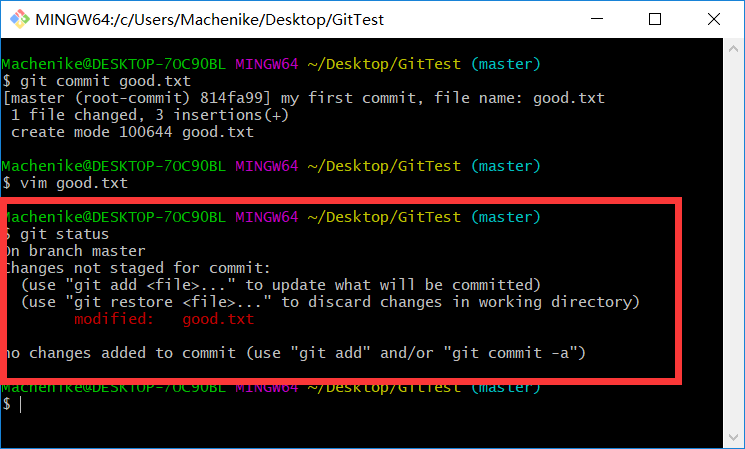 MINGW64:/c/Users/Machenike/Desktop/GitTest
Machenike@DESKTOP-7OC90BL MINGW64 ~/Desktop/GitTest (master)
$ git commit good.txt
[master (root-commit) 814fa99] my first commit, file name: good.txt
1 file changed, 3 insertions(+)
create mode 100644 good.txt
Machenike@DESKTOP-7OC90BL MINGW64 ~/Desktop/GitTest (master)
$ vim good.txt
Machenike@DESKTOP-7OC90BL MINGW64 ~/Desktop/GitTest (master)
$ git status
On branch master
Changes not staged for commit:
(use "git add <file>..." to update what will be committed)
(use "git restore <file>..." to discard changes in working directory)
modified: good.txt
no changes added to commit (use "git add" and/or "git commit -a")
Machenike@DESKTOP-7OC90BL MINGW64 ~/Desktop/GitTest (master)
$